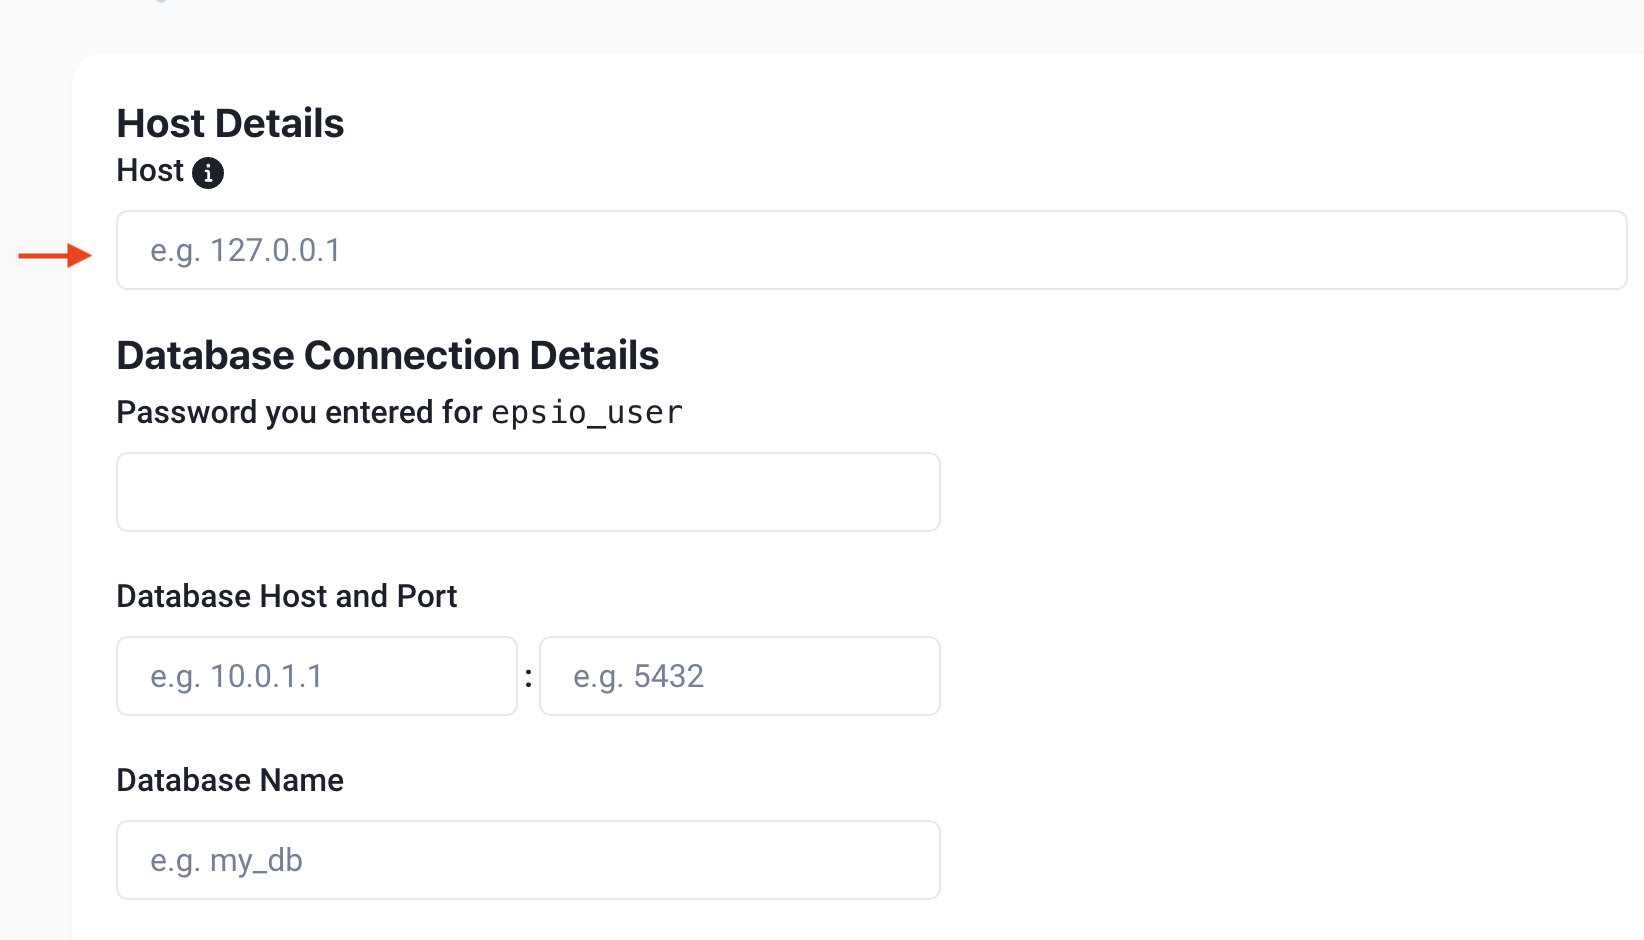 Host Details
Host
e.g. 127.0.0.1
Database Connection Details
Password you entered for epsio_user
e.g. 10.0.1.1 : e.g. 5432
Database Host and Port
Database Name
e.g. my_db